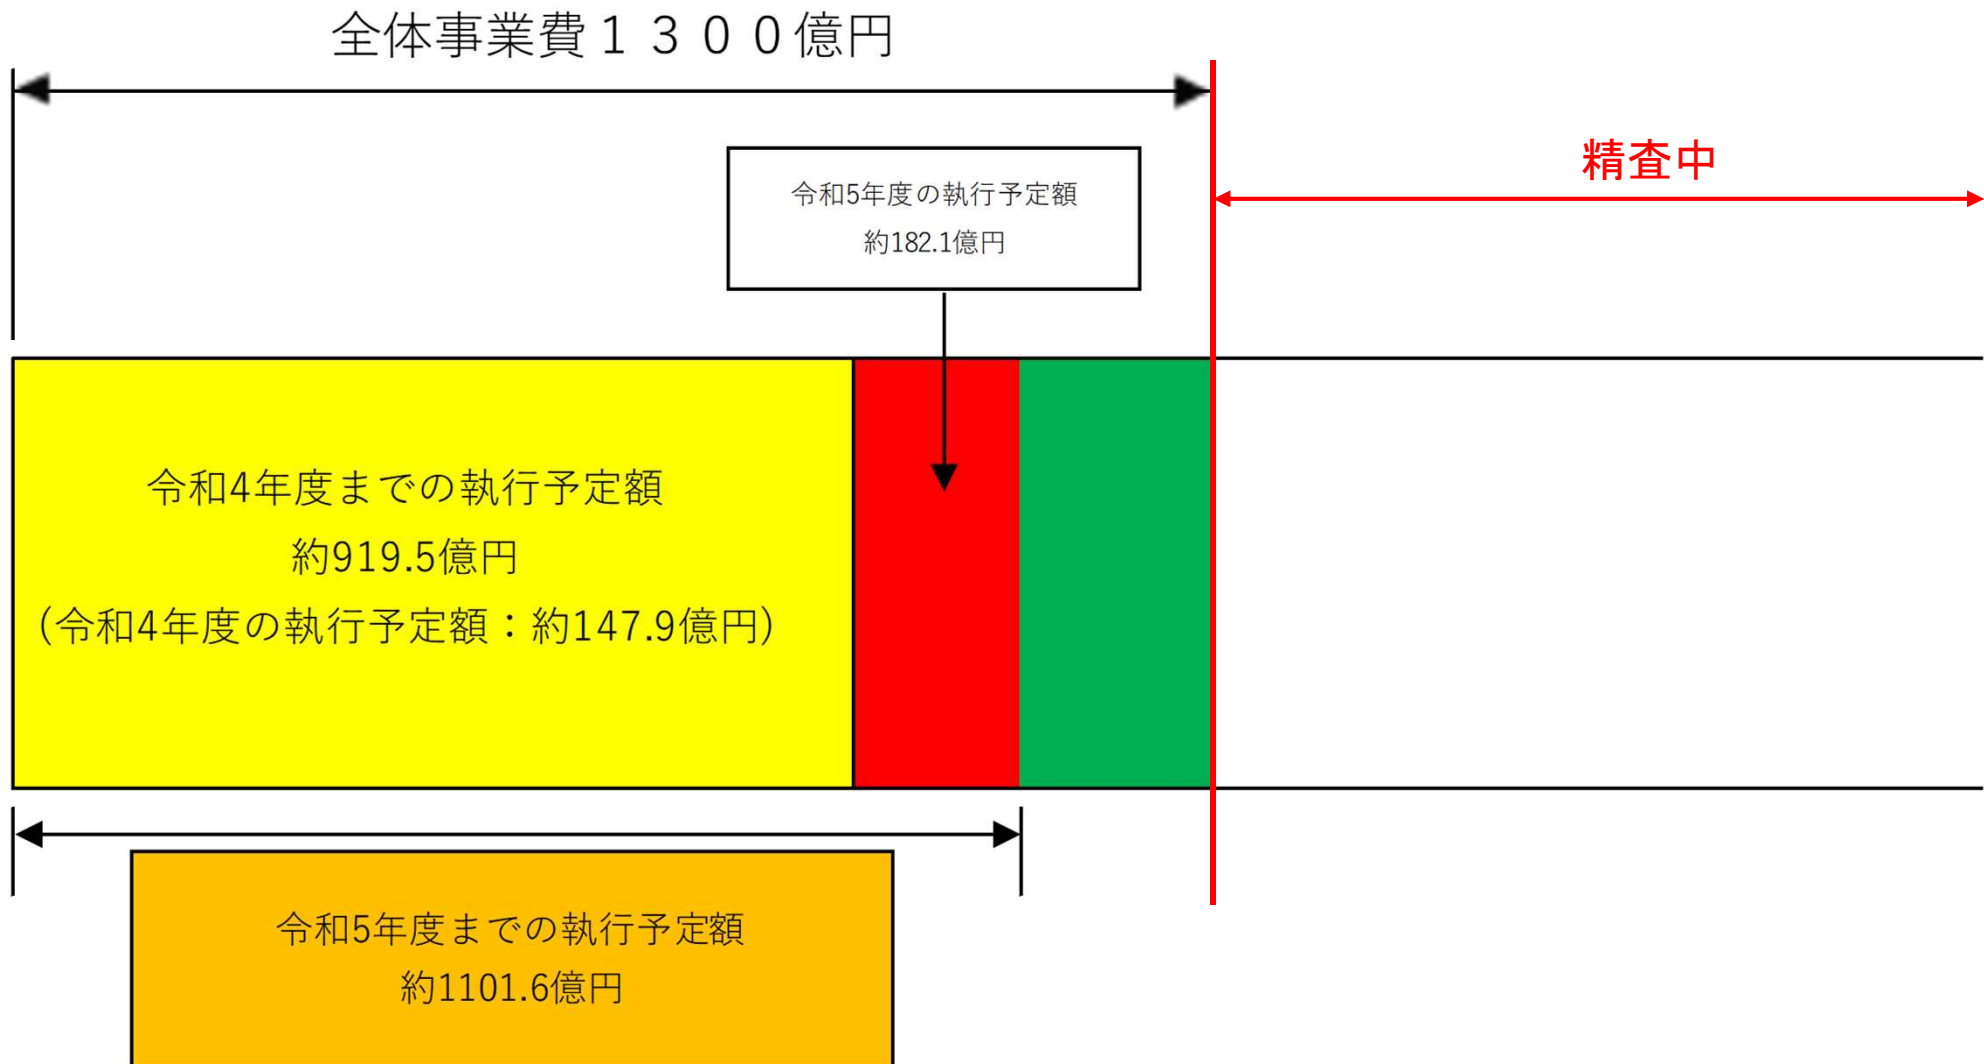 全体事業費１３００億円
精査中
令和5年度の執行予定額
約182.1億円
令和4年度までの執行予定額
約919.5億円
（令和4年度の執行予定額：約147.9億円）
令和5年度までの執行予定額
約1101.6億円